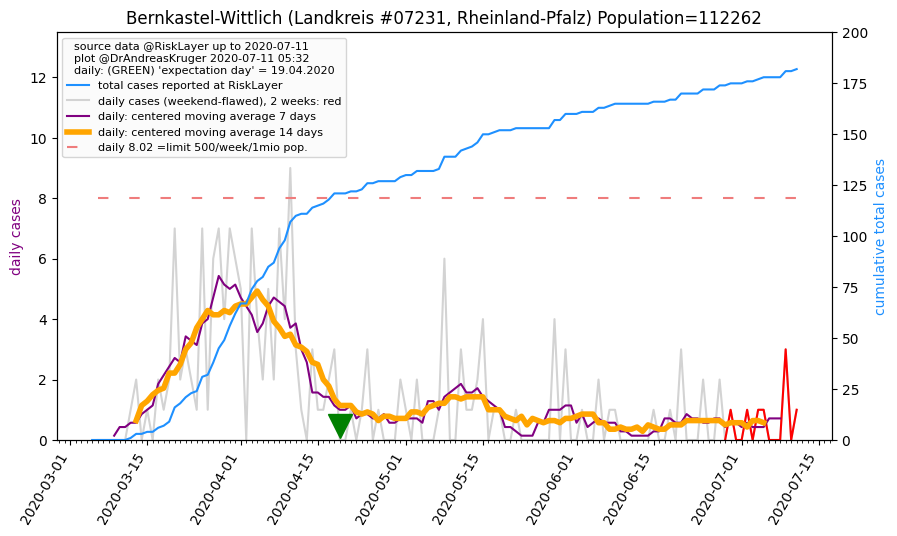 Bernkastel-Wittlich (Landkreis #07231, Rheinland-Pfalz) Population=112262
source data @RiskLayer up to 2020-07-11
plot @DrAndreasKruger 2020-07-11 05:32
daily: (GREEN) 'expectation day' = 19.04.2020
total cases reported at RiskLayer
daily cases (weekend-flawed), 2 weeks: red
daily: centered moving average 7 days
daily: centered moving average 14 days
daily 8.02 =limit 500/week/1mio pop.
daily cases
12
10
8
6
4
2
0
cumulative total cases
200
175
150
125
100
75
50
25
0
2020-03-01
2020-03-15
2020-04-01
2020-04-15
2020-05-01
2020-05-15
2020-06-01
2020-06-15
2020-07-01
2020-07-15